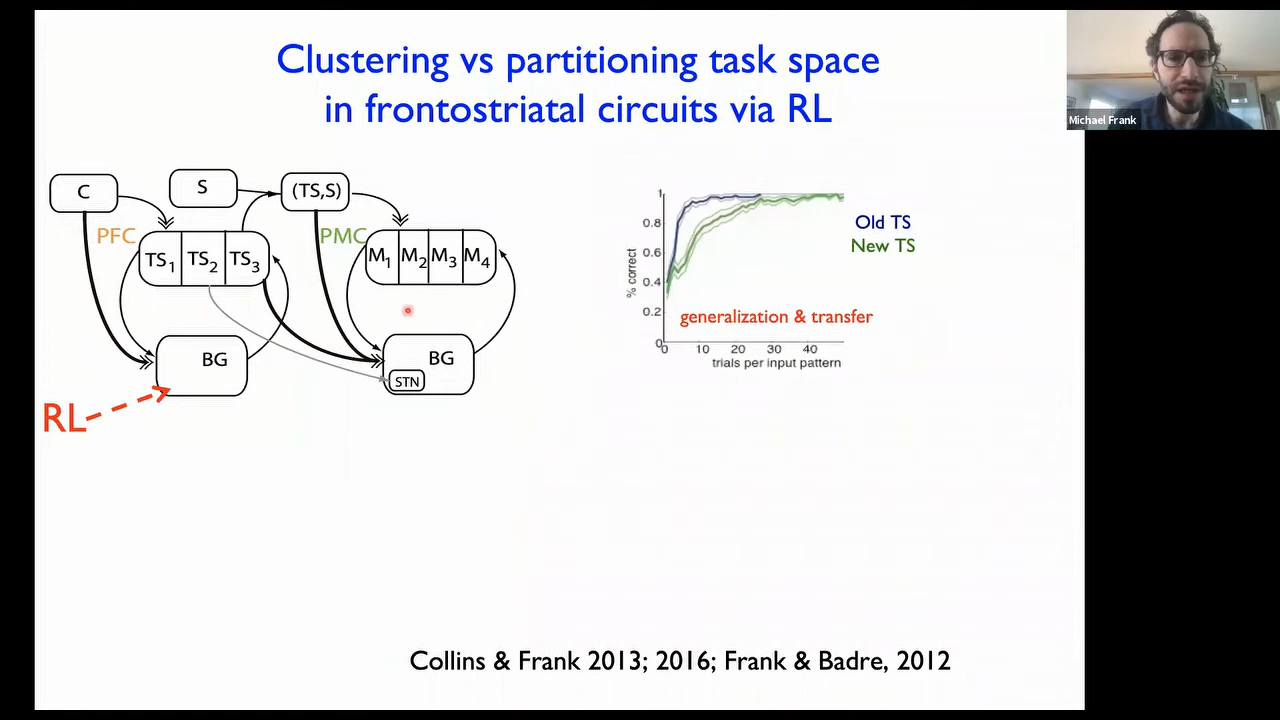 Clustering vs partitioning task space
in frontostriatal circuits via RL
Michael Frank
C
S
(TS,S)
PFC
TS1 TS2 TS3
PMC
M1 M2 M3 M4
BG
BG
STN
RL
1
0.8
0.6
0.4
0.2
0
% correct
0 10 20 30 40
trials per input pattern
Old TS
New TS
generalization & transfer
Collins & Frank 2013; 2016; Frank & Badre, 2012